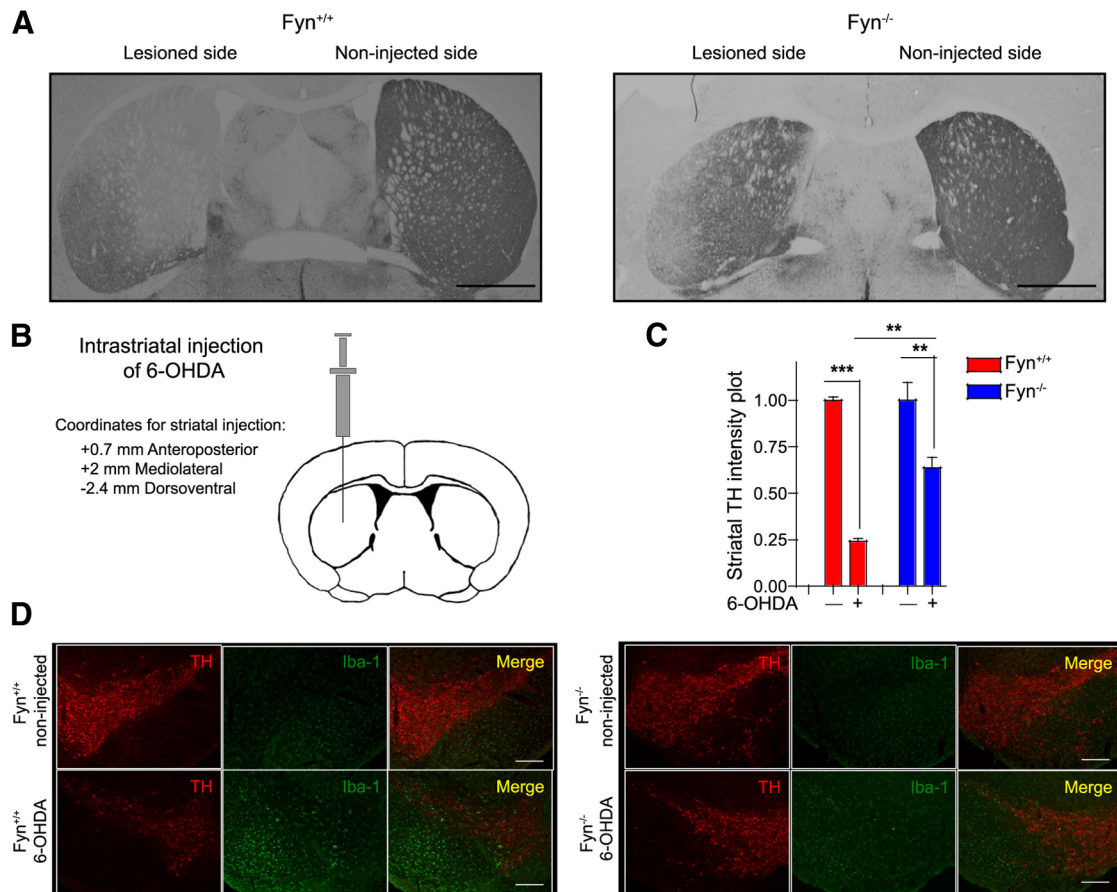 A
Fyn+/+
Lesioned side Non-injected side
Fyn-/-
Lesioned side Non-injected side
B
Intrastriatal injection
of 6-OHDA
Coordinates for striatal injection:
+0.7 mm Anteroposterior
+2 mm Mediolateral
-2.4 mm Dorsoventral
C
Striatal TH intensity plot
1.00
0.75
0.50
0.25
0.00
***
**
**
6-OHDA — + — +
Fyn+/+
Fyn-/-
D
Fyn+/+
non-injected
TH Iba-1 Merge
Fyn+/+
6-OHDA
TH Iba-1 Merge
Fyn-/-
non-injected
TH Iba-1 Merge
Fyn-/-
6-OHDA
TH Iba-1 Merge